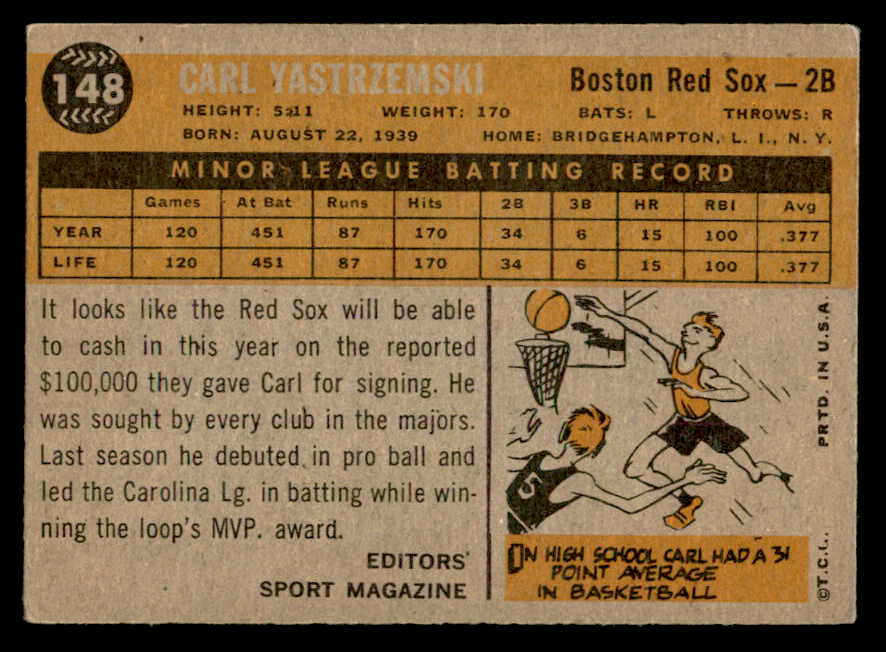 148
CARL YASTRZEMSKI
Boston Red Sox — 2B
HEIGHT: 5:11 WEIGHT: 170 BATS: L THROWS: R
BORN: AUGUST 22, 1939 HOME: BRIDGEHAMPTON, L. I., N. Y.
MINOR LEAGUE BATTING RECORD
Games At Bat Runs Hits 2B 3B HR RBI Avg
YEAR 120 451 87 170 34 6 15 100 .377
LIFE 120 451 87 170 34 6 15 100 .377
It looks like the Red Sox will be able
to cash in this year on the reported
$100,000 they gave Carl for signing. He
was sought by every club in the majors.
Last season he debuted in pro ball and
led the Carolina Lg. in batting while win-
ning the loop's MVP. award.
EDITORS'
SPORT MAGAZINE
5
ON HIGH SCHOOL CARL HAD A 31
POINT AVERAGE
IN BASKETBALL
©T.C.G. PRTD. IN U.S.A.